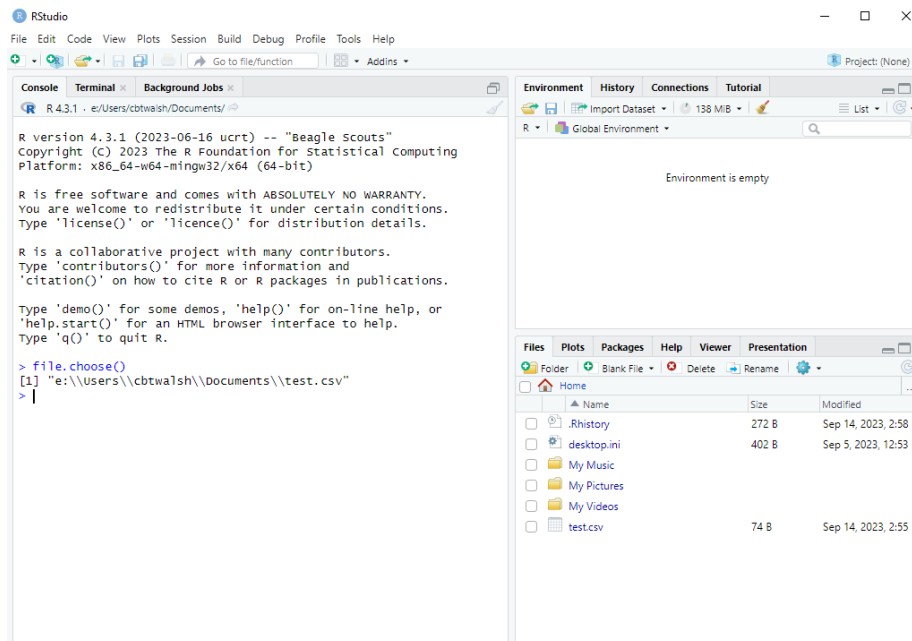 RStudio
File Edit Code View Plots Session Build Debug Profile Tools Help
Go to file/function Addins Project: (None)
Console Terminal Background Jobs
R 4.3.1 · e:/Users/cbtwalsh/Documents/
R version 4.3.1 (2023-06-16 ucrt) -- "Beagle Scouts"
Copyright (C) 2023 The R Foundation for Statistical Computing
Platform: x86_64-w64-mingw32/x64 (64-bit)
R is free software and comes with ABSOLUTELY NO WARRANTY.
You are welcome to redistribute it under certain conditions.
Type 'license()' or 'licence()' for distribution details.
R is a collaborative project with many contributors.
Type 'contributors()' for more information and
'citation()' on how to cite R or R packages in publications.
Type 'demo()' for some demos, 'help()' for on-line help, or
'help.start()' for an HTML browser interface to help.
Type 'q()' to quit R.
> file.choose()
[1] "e:\\Users\\cbtwalsh\\Documents\\test.csv"
>
Environment History Connections Tutorial
Import Dataset 138 MiB List
R Global Environment
Environment is empty
Files Plots Packages Help Viewer Presentation
Folder Blank File Delete Rename
Home ...
Name Size Modified
.Rhistory 272 B Sep 14, 2023, 2:58
desktop.ini 402 B Sep 5, 2023, 12:53
My Music
My Pictures
My Videos
test.csv 74 B Sep 14, 2023, 2:55